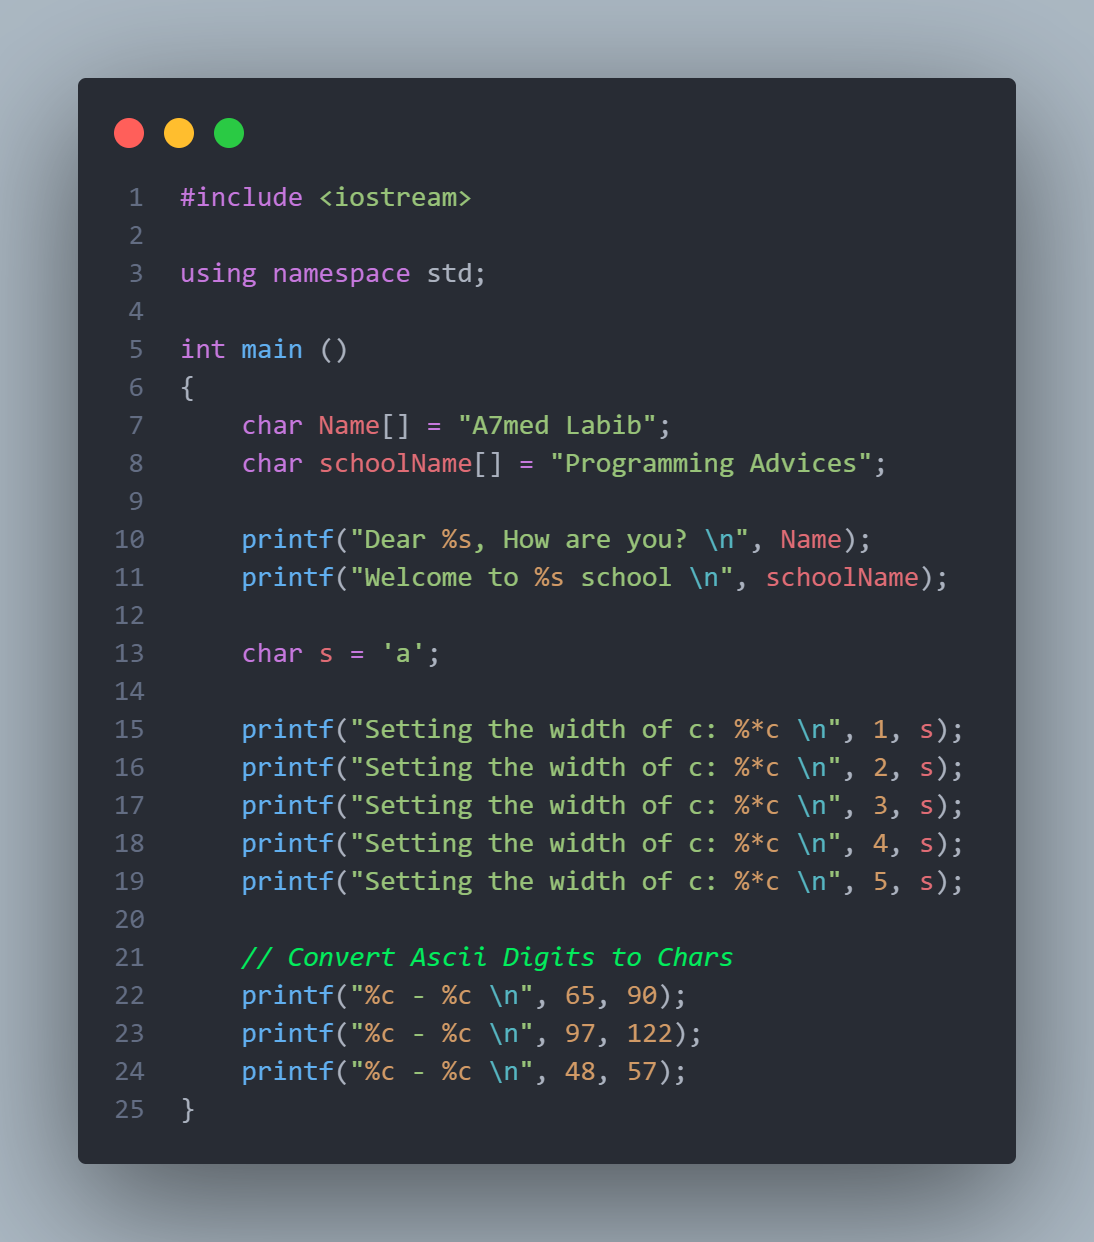 1 #include <iostream>
2
3 using namespace std;
4
5 int main ()
6 {
7     char Name[] = "A7med Labib";
8     char schoolName[] = "Programming Advices";
9
10     printf("Dear %s, How are you? \n", Name);
11     printf("Welcome to %s school \n", schoolName);
12
13     char s = 'a';
14
15     printf("Setting the width of c: %*c \n", 1, s);
16     printf("Setting the width of c: %*c \n", 2, s);
17     printf("Setting the width of c: %*c \n", 3, s);
18     printf("Setting the width of c: %*c \n", 4, s);
19     printf("Setting the width of c: %*c \n", 5, s);
20
21     // Convert Ascii Digits to Chars
22     printf("%c - %c \n", 65, 90);
23     printf("%c - %c \n", 97, 122);
24     printf("%c - %c \n", 48, 57);
25 }